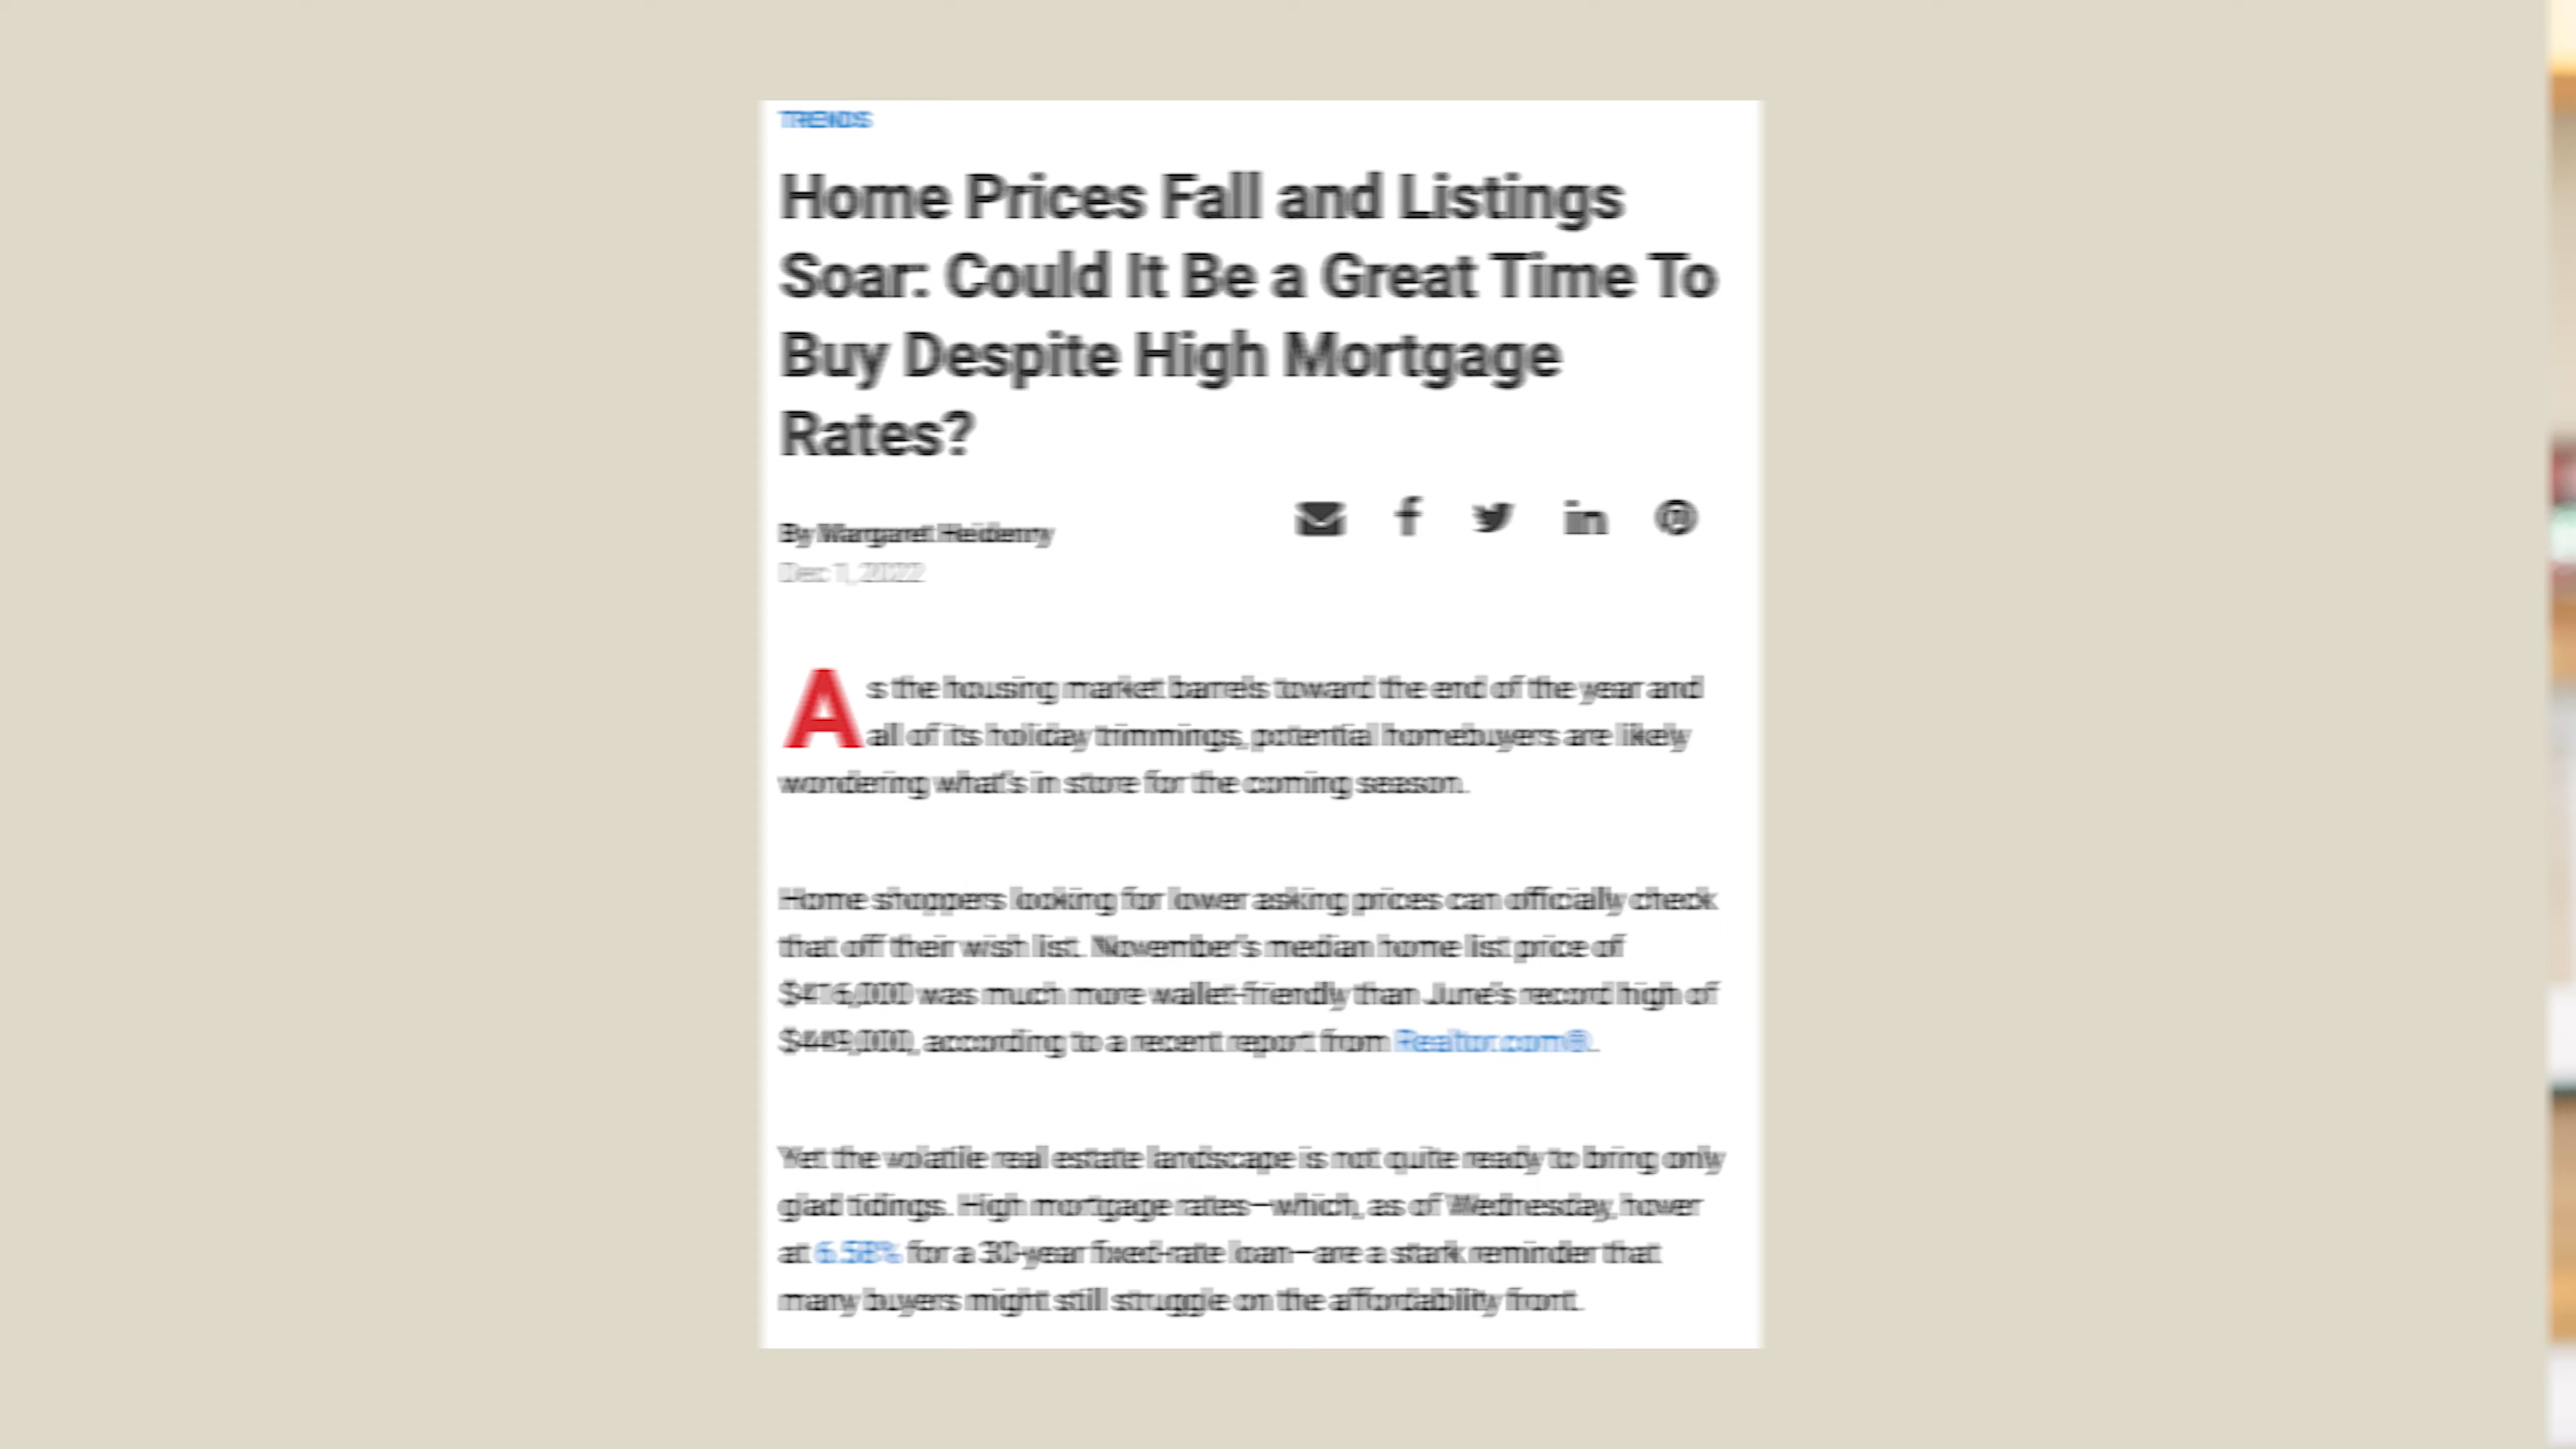 TRENDS
Home Prices Fall and Listings
Soar: Could It Be a Great Time To
Buy Despite High Mortgage
Rates?
By Margaret Heidenry
Dec 1, 2022
As the housing market barrels toward the end of the year and
all of its holiday trimmings, potential homebuyers are likely
wondering what's in store for the coming season.
Home shoppers looking for lower asking prices can officially check
that off their wish list. November's median home list price of
$416,000 was much more wallet-friendly than June's record high of
$449,000, according to a recent report from Realtor.com®.
Yet the volatile real estate landscape is not quite ready to bring only
glad tidings. High mortgage rates—which, as of Wednesday, hover
at 6.58% for a 30-year fixed-rate loan—are a stark reminder that
many buyers might still struggle on the affordability front.